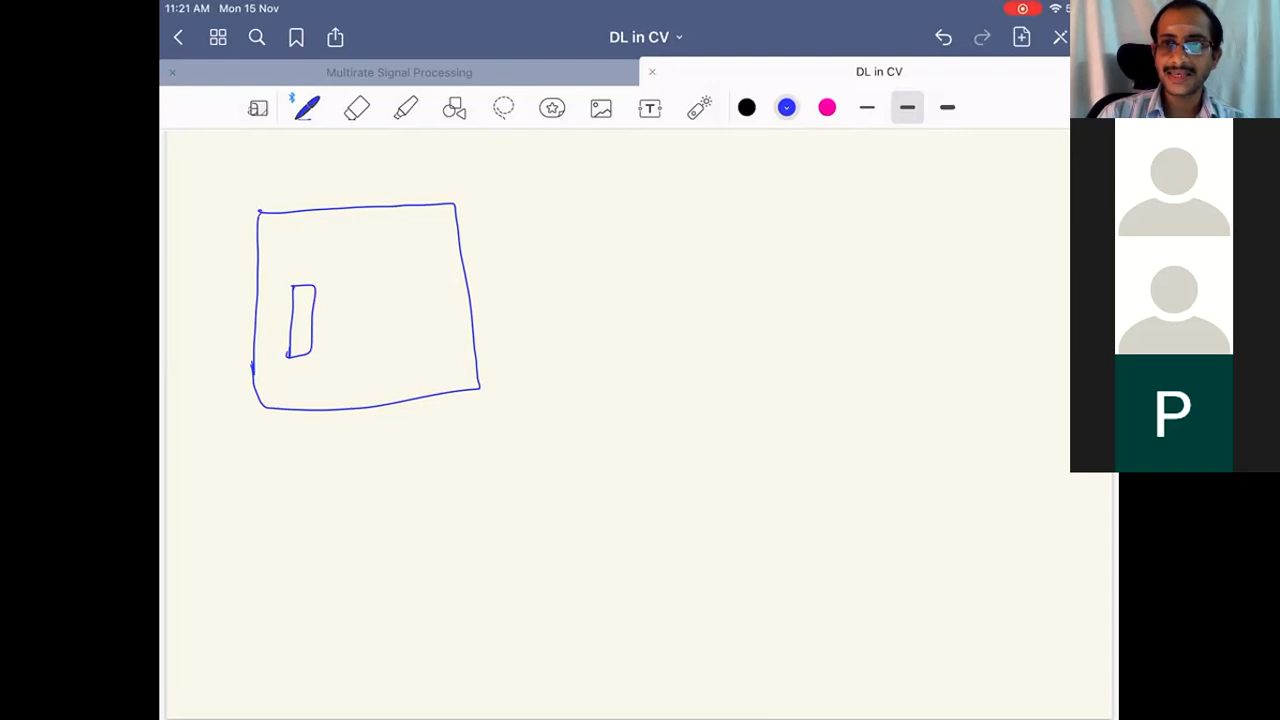 11:21 AM Mon 15 Nov
DL in CV
Multirate Signal Processing
DL in CV
T
P